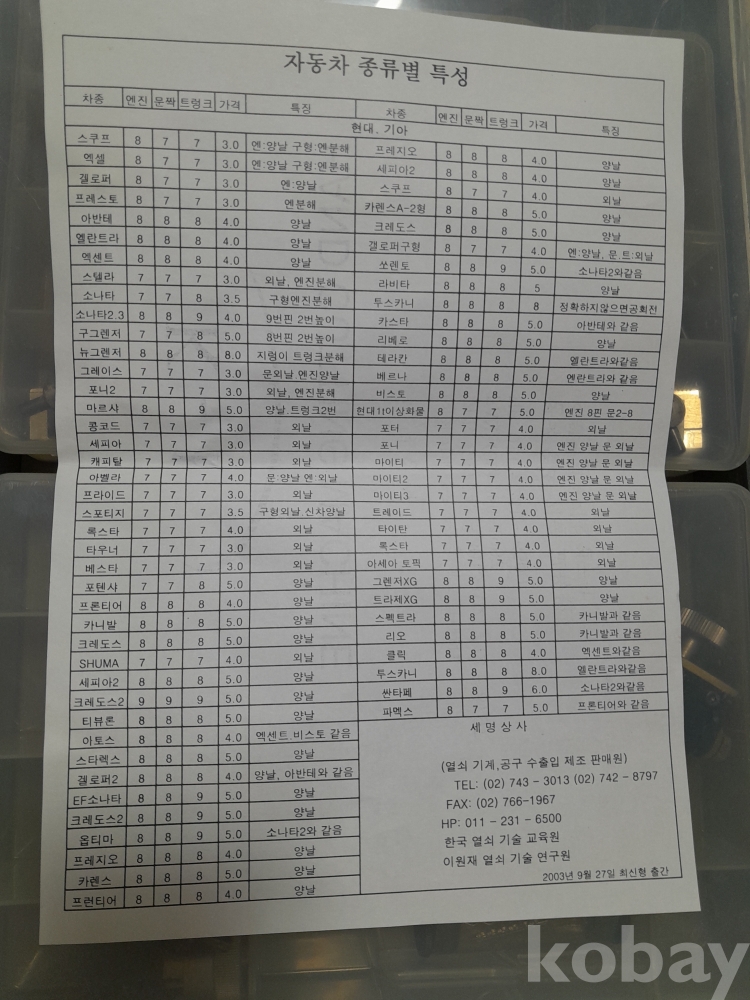 자동차 종류별 특성
차종 엔진 문짝 트렁크 가격 특징 차종 엔진 문짝 트렁크 가격 특징
현대. 기아
스쿠프 8 7 7 3.0 엔:양날 구형:엔분해 프레지오 8 8 8 4.0 양날
엑셀 8 7 7 3.0 엔:양날 구형:엔분해 세피아2 8 8 8 4.0 양날
겔로퍼 8 7 7 3.0 엔:양날 스쿠프 8 7 7 4.0 외날
프레스토 8 7 7 3.0 엔분해 카렌스A-2형 8 8 8 5.0 양날
아반테 8 8 8 4.0 양날 크레도스 8 8 8 5.0 양날
엘란트라 8 8 8 4.0 양날 겔로퍼구형 8 7 7 4.0 엔:양날, 문.트:외날
엑센트 8 8 8 4.0 양날 쏘렌토 8 8 9 5.0 소나타2와같음
스텔라 7 7 7 3.0 외날, 엔진분해 라비타 8 8 8 5 양날
소나타 7 7 8 3.5 구형엔진분해 투스카니 8 8 8 8 정확하지않으면공회전
소나타2.3 8 8 9 4.0 9번핀 2번높이 카스타 8 8 8 5.0 아반테와 같음
구그렌저 7 7 8 5.0 8번핀 2번높이 리베로 8 8 8 5.0 양날
뉴그렌저 8 8 8 8.0 지렁이 트렁크분해 테라칸 8 8 8 5.0 엘란트라와같음
그레이스 7 7 7 3.0 문외날 엔진양날 베르나 8 8 8 5.0 엔란트라와 같음
포니2 7 7 7 3.0 외날, 엔진분해 비스토 8 8 8 5.0 양날
마르샤 8 8 9 5.0 양날.트렁크2번 현대1t이상화물 8 7 7 5.0 엔진 8핀 문2-8
콩코드 7 7 7 3.0 외날 포터 7 7 7 4.0 외날
세피아 7 7 7 3.0 외날 포니 7 7 7 4.0 엔진 양날 문 외날
캐피탈 7 7 7 3.0 외날 마이티 7 7 7 4.0 엔진 양날 문 외날
아벨라 7 7 7 4.0 문:양날 엔:외날 마이티2 7 7 7 4.0 엔진 양날 문 외날
프라이드 7 7 7 3.0 외날 마이티3 7 7 7 4.0 엔진 양날 문 외날
스포티지 7 7 7 3.5 구형외날.신차양날 트레이드 7 7 7 4.0 외날
록스타 7 7 7 4.0 외날 타이탄 7 7 7 4.0 외날
타우너 7 7 7 3.0 외날 록스타 7 7 7 4.0 외날
베스타 7 7 7 3.0 외날 아세아 토픽 7 7 7 4.0 외날
포텐샤 7 7 8 5.0 양날 그렌저XG 8 8 9 5.0 양날
프론티어 8 8 8 4.0 양날 트라제XG 8 8 9 5.0 양날
카니발 8 8 8 5.0 양날 스펙트라 8 8 8 5.0 카니발과 같음
크레도스 8 8 8 5.0 양날 리오 8 8 8 5.0 카니발과 같음
SHUMA 7 7 7 4.0 외날 클릭 8 8 8 4.0 엑센트와같음
세피아2 8 8 8 5.0 양날 투스카니 8 8 8 8.0 엘란트라와같음
크레도스2 9 9 9 5.0 양날 싼타페 8 8 9 6.0 소나타2와같음
티뷰론 8 8 8 5.0 양날 파멕스 8 7 7 5.0 프론티어와 같음
이토스 8 8 8 4.0 엑센트.비스토 같음
스타렉스 8 8 8 5.0 양날
겔로퍼2 8 8 8 4.0 양날, 아반테와 같음
EF소나타 8 8 9 5.0 양날
크레도스2 8 8 9 5.0 양날
옵티마 8 8 9 5.0 소나타2와 같음
프레지오 8 8 8 4.0 양날
카렌스 8 8 8 5.0 양날
프런티어 8 8 8 4.0 양날
세명상사
(열쇠 기계,공구 수출입 제조 판매원)
TEL: (02) 743 - 3013 (02) 742 - 8797
FAX: (02) 766-1967
HP: 011 - 231 - 6500
한국 열쇠 기술 교육원
이원재 열쇠 기술 연구원
2003년 9월 27일 최신형 출간
kobay